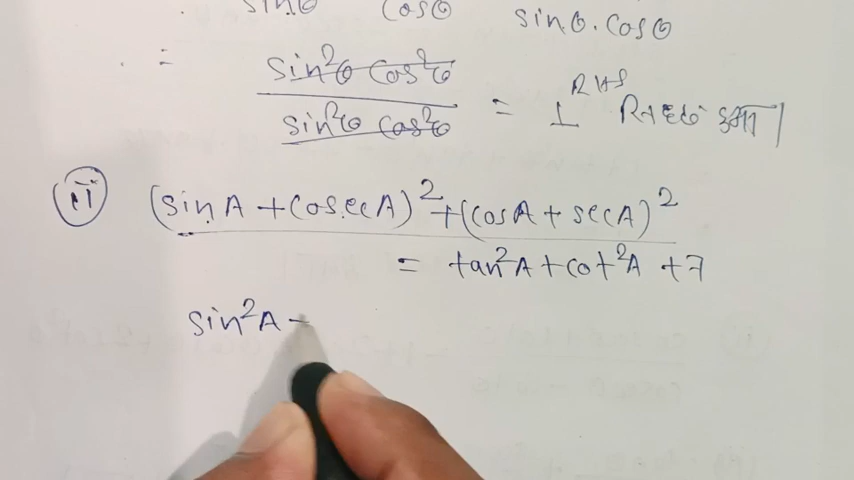 sinθ cosθ sinθ.cosθ
= sin²θ cos²θ / sin²θ cos²θ = 1 RHS
(ii) (sinA + cosecA)² + (cosA + secA)²
= tan²A + cot²A + 7
sin²A -